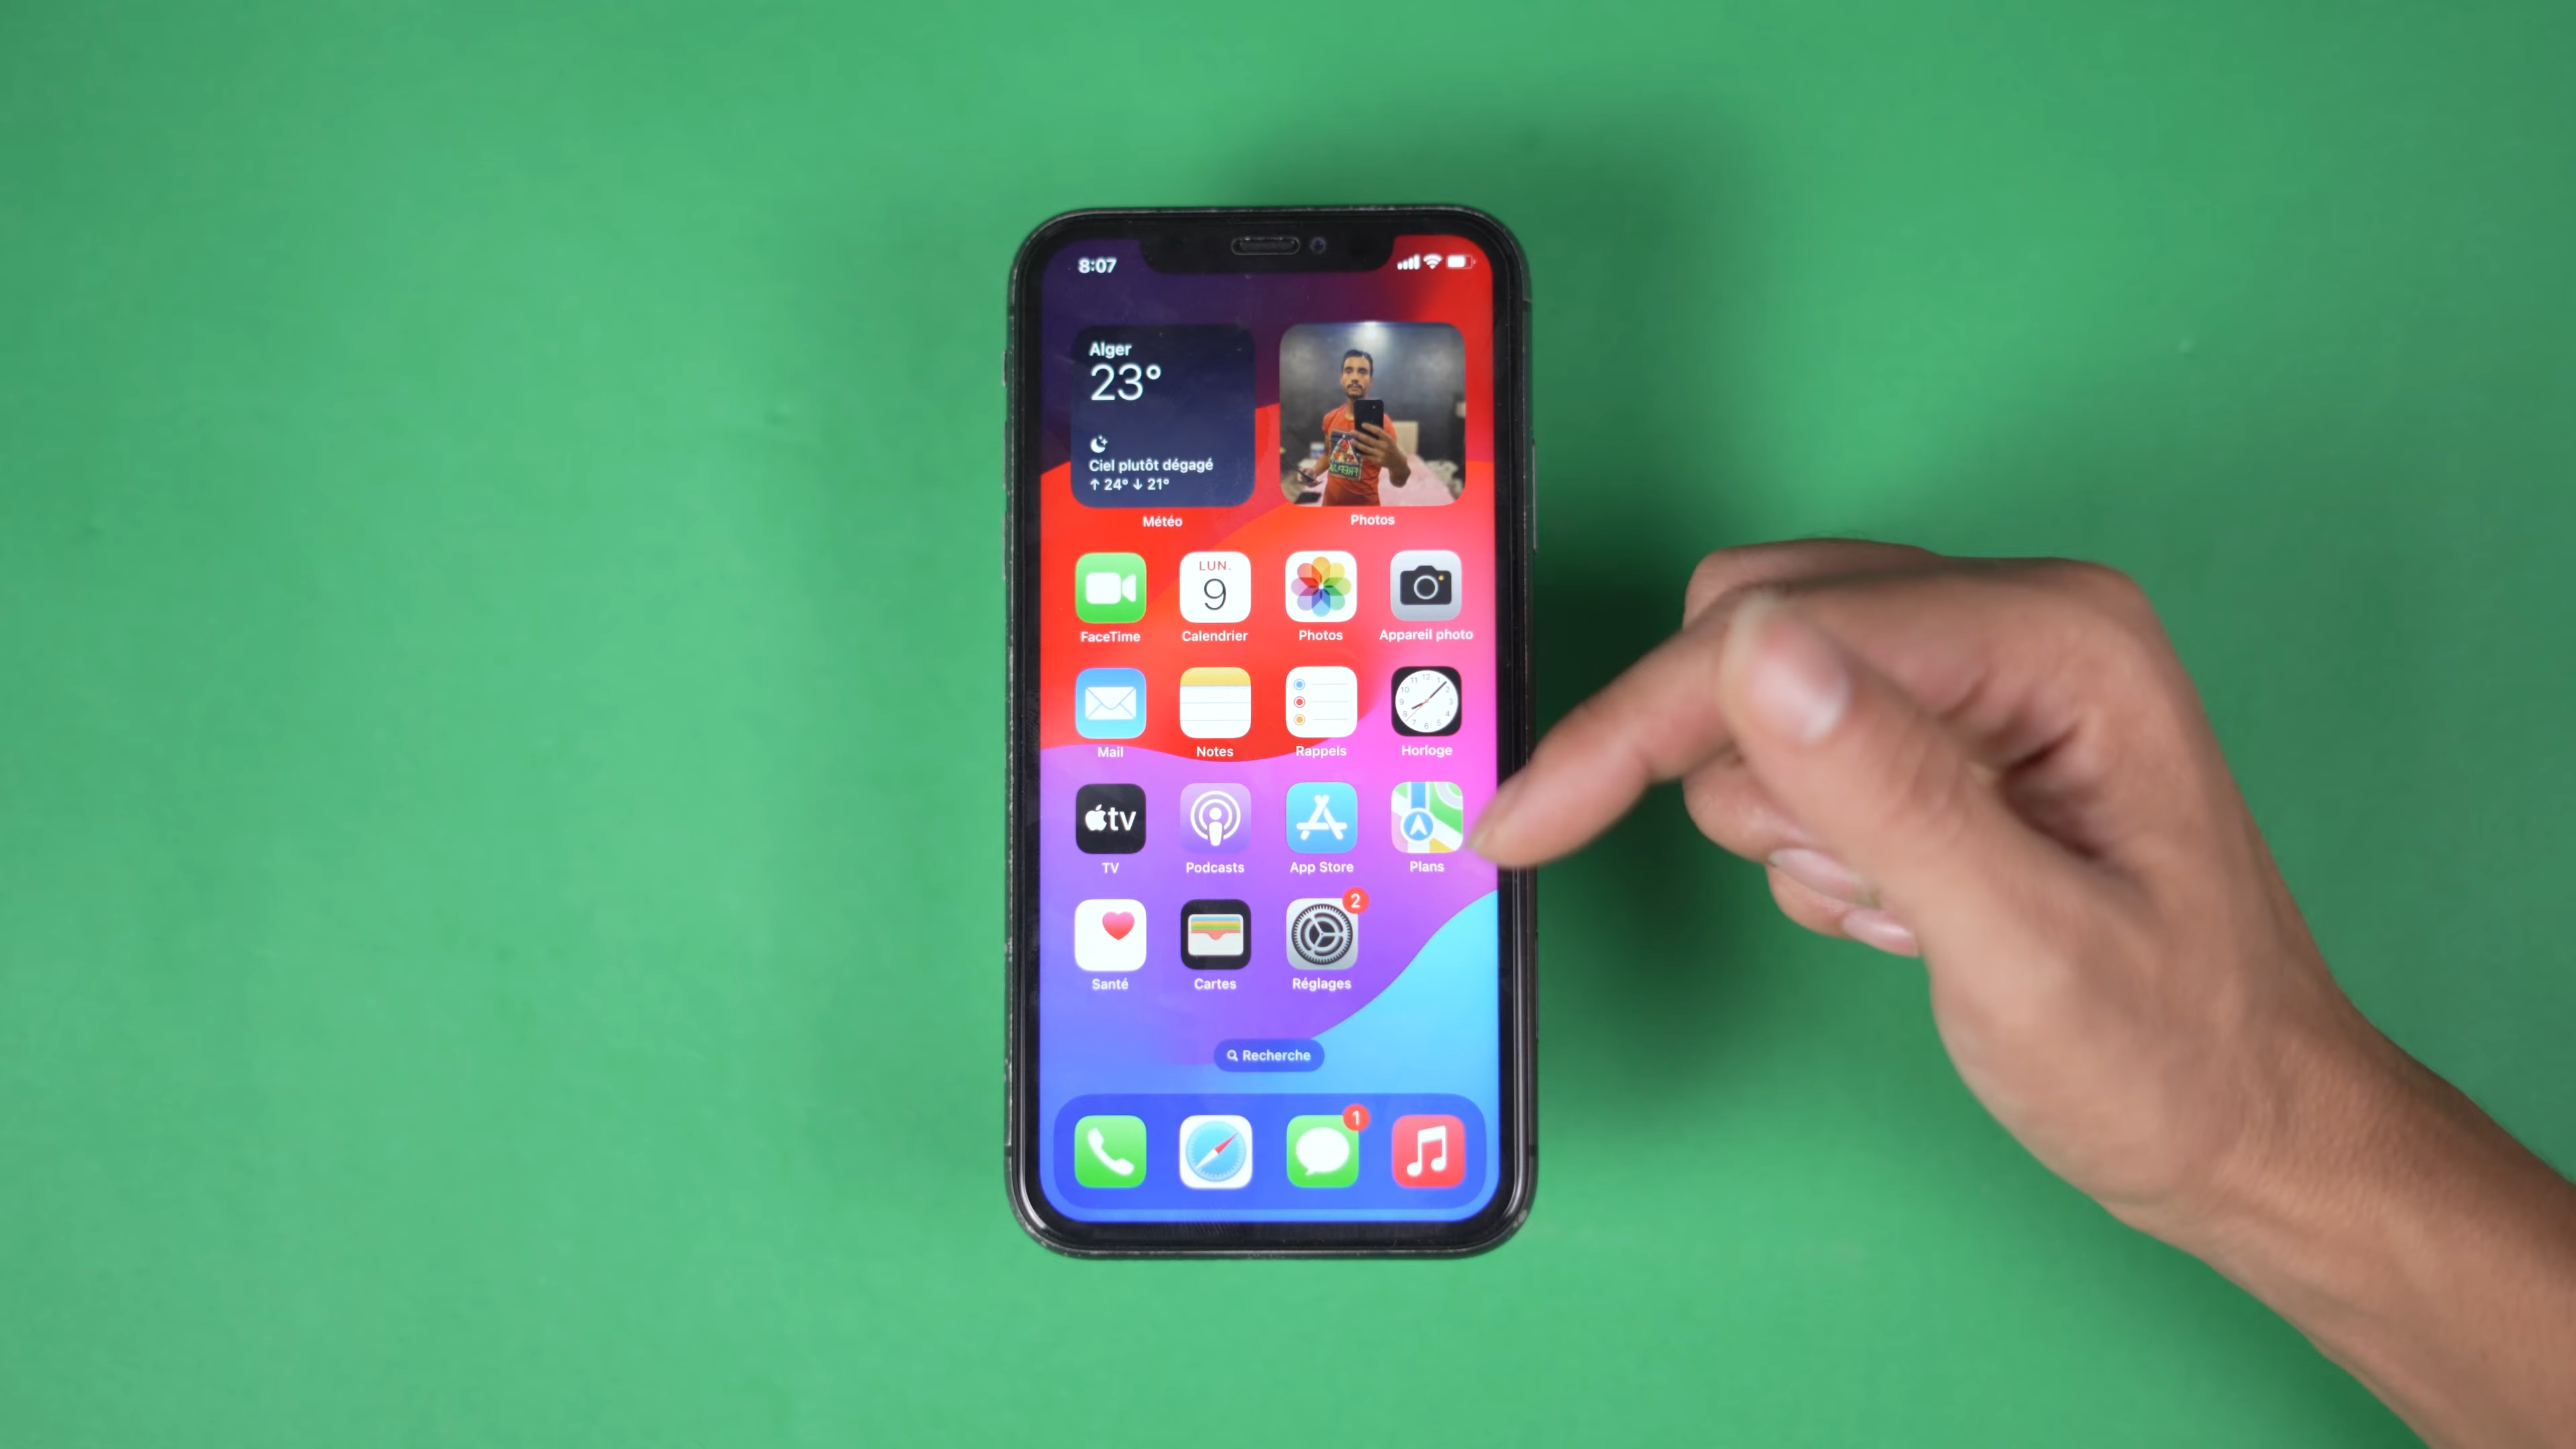 8:07
Alger
23°
Ciel plutôt dégagé
↑ 24° ↓ 21°
Météo
Photos
LUN.
9
FaceTime
Calendrier
Photos
Appareil photo
Mail
Notes
Rappels
Horloge
tv
TV
Podcasts
App Store
Plans
2
Santé
Cartes
Réglages
Recherche
1